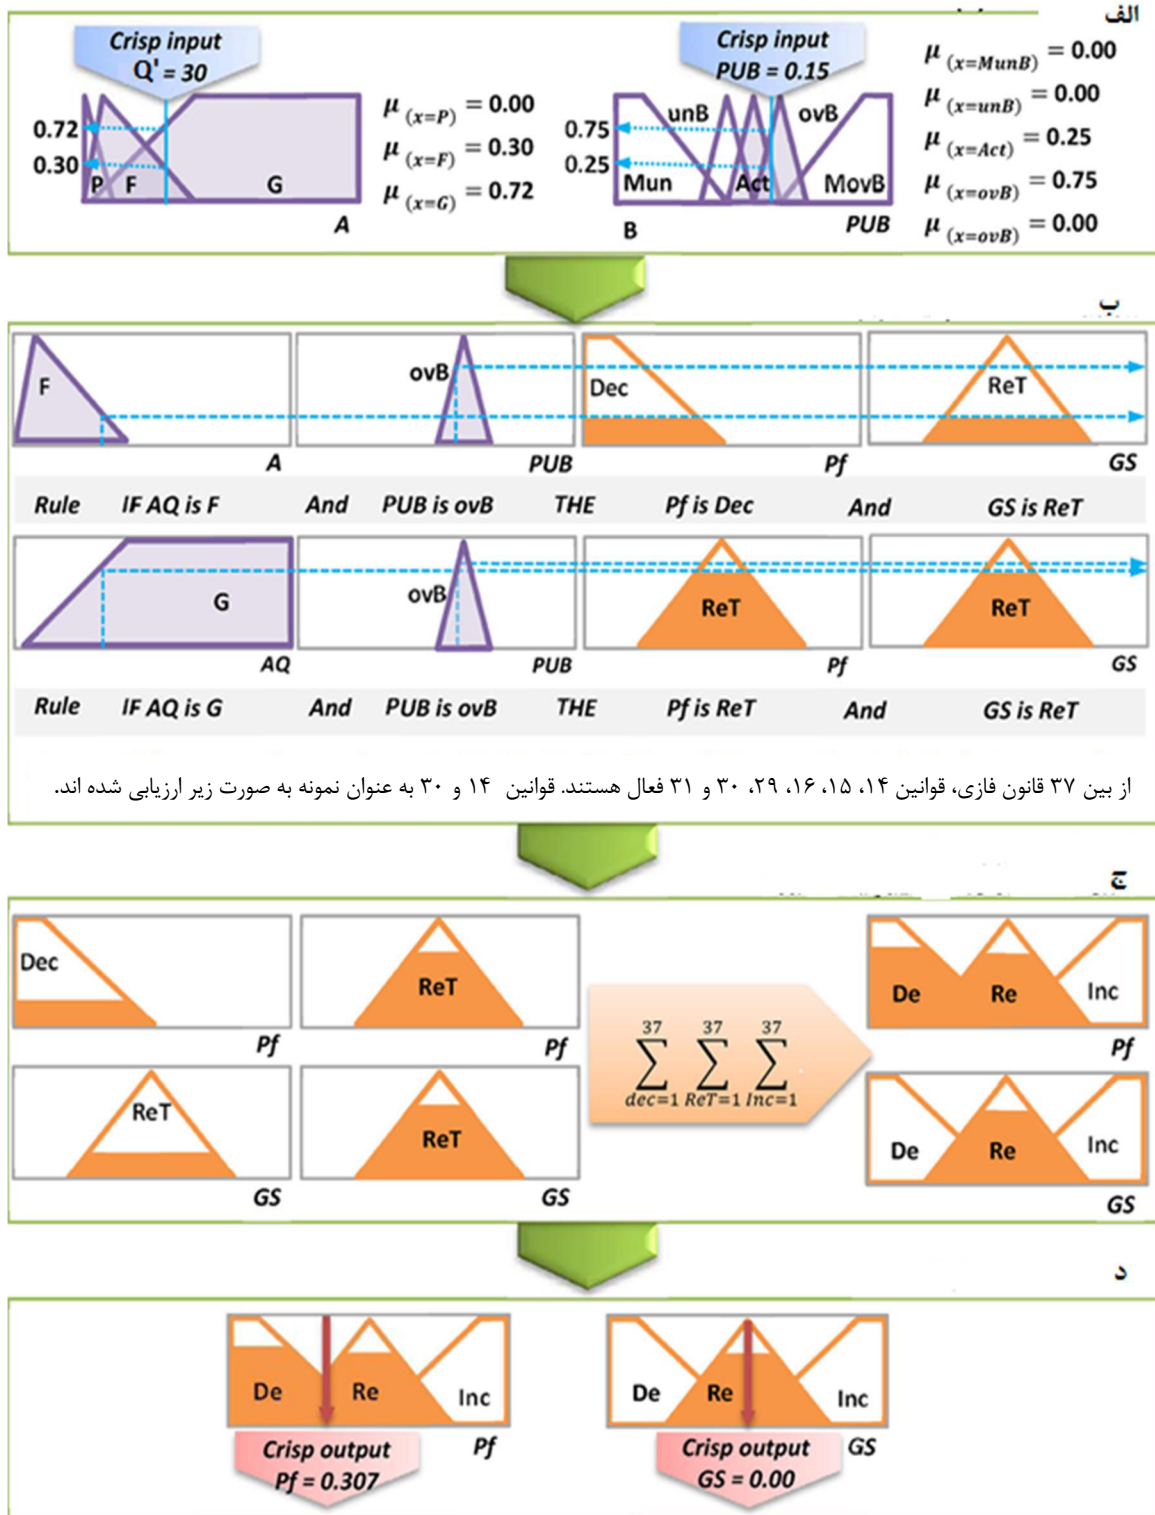 الف
Crisp input
Q' = 30
0.72
0.30
P F G
A
μ (x=P) = 0.00
μ (x=F) = 0.30
μ (x=G) = 0.72
Crisp input
PUB = 0.15
0.75
0.25
unB ovB
Mun Act MovB
B PUB
μ (x=MunB) = 0.00
μ (x=unB) = 0.00
μ (x=Act) = 0.25
μ (x=ovB) = 0.75
μ (x=ovB) = 0.00
ب
F ovB Dec ReT
A PUB Pf GS
Rule IF AQ is F And PUB is ovB THE Pf is Dec And GS is ReT
G ovB ReT ReT
AQ PUB Pf GS
Rule IF AQ is G And PUB is ovB THE Pf is ReT And GS is ReT
از بین ۳۷ قانون فازی، قوانین ۱۴، ۱۵، ۱۶، ۲۹، ۳۰ و ۳۱ فعال هستند. قوانین ۱۴ و ۳۰ به عنوان نمونه به صورت زیر ارزیابی شده اند.
ج
Dec ReT
Pf Pf
ReT ReT
GS GS
37 37 37
∑ ∑ ∑
dec=1 ReT=1 Inc=1
De Re Inc
Pf
De Re Inc
GS
د
De Re Inc
Pf
Crisp output
Pf = 0.307
De Re Inc
GS
Crisp output
GS = 0.00